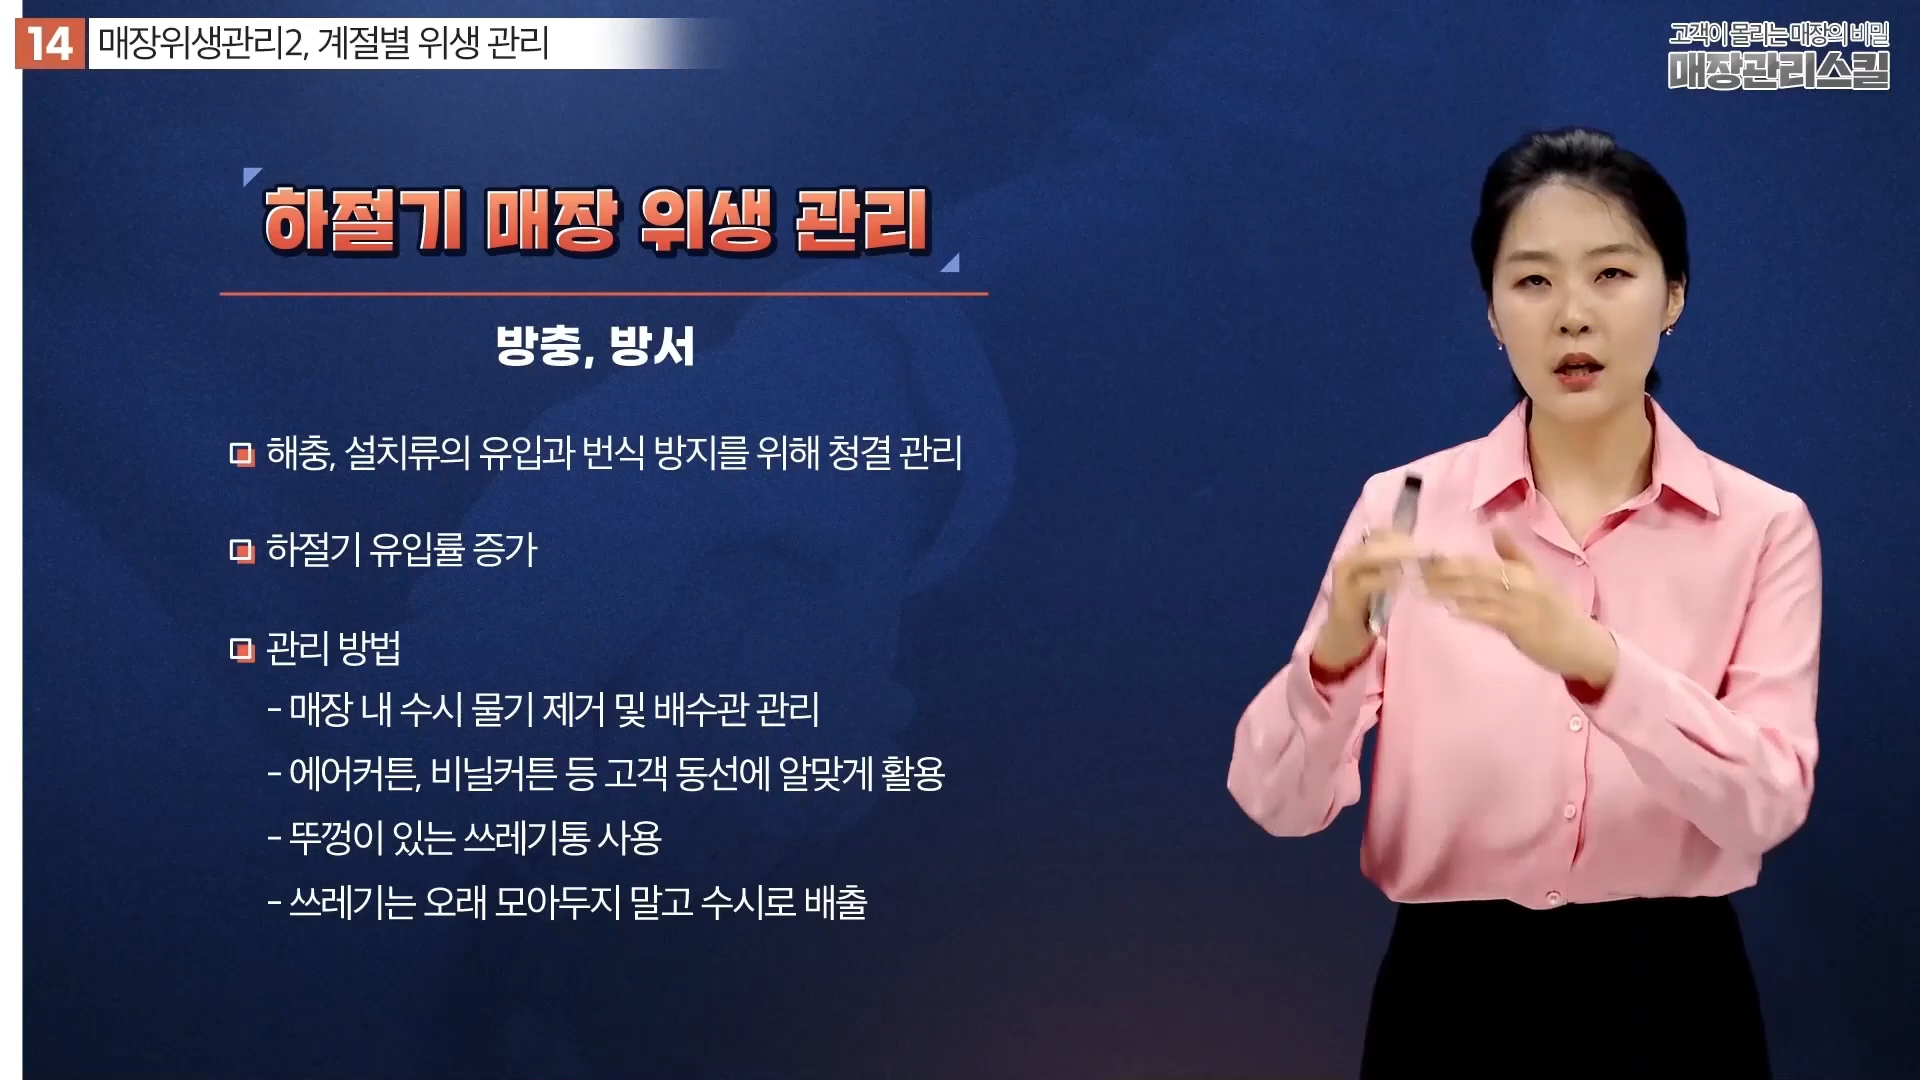 14 매장위생관리2, 계절별 위생 관리
고객이 몰리는 매장의 비밀
매장관리스킬
하절기 매장 위생 관리
방충, 방서
해충, 설치류의 유입과 번식 방지를 위해 청결 관리
하절기 유입률 증가
관리 방법
- 매장 내 수시 물기 제거 및 배수관 관리
- 에어커튼, 비닐커튼 등 고객 동선에 알맞게 활용
- 뚜껑이 있는 쓰레기통 사용
- 쓰레기는 오래 모아두지 말고 수시로 배출